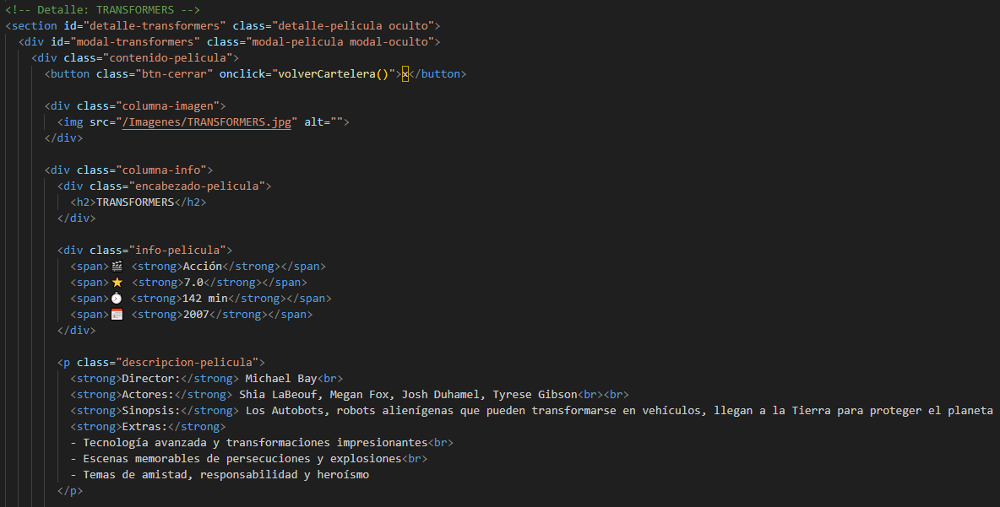 <!-- Detalle: TRANSFORMERS -->
<section id="detalle-transformers" class="detalle-pelicula oculto">
<div id="modal-transformers" class="modal-pelicula modal-oculto">
<div class="contenido-pelicula">
<button class="btn-cerrar" onclick="volverCartelera()">×</button>
<div class="columna-imagen">
<img src="/Imagenes/TRANSFORMERS.jpg" alt="">
</div>
<div class="columna-info">
<div class="encabezado-pelicula">
<h2>TRANSFORMERS</h2>
</div>
<div class="info-pelicula">
<span>🎬 <strong>Acción</strong></span>
<span>⭐ <strong>7.0</strong></span>
<span>⏱ <strong>142 min</strong></span>
<span>📅 <strong>2007</strong></span>
</div>
<p class="descripcion-pelicula">
<strong>Director:</strong> Michael Bay<br>
<strong>Actores:</strong> Shia LaBeouf, Megan Fox, Josh Duhamel, Tyrese Gibson<br><br>
<strong>Sinopsis:</strong> Los Autobots, robots alienígenas que pueden transformarse en vehículos, llegan a la Tierra para proteger el planeta
<strong>Extras:</strong>
- Tecnología avanzada y transformaciones impresionantes<br>
- Escenas memorables de persecuciones y explosiones<br>
- Temas de amistad, responsabilidad y heroísmo
</p>